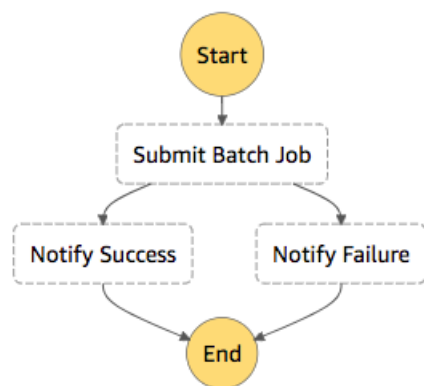 Start
Submit Batch Job
Notify Success
Notify Failure
End